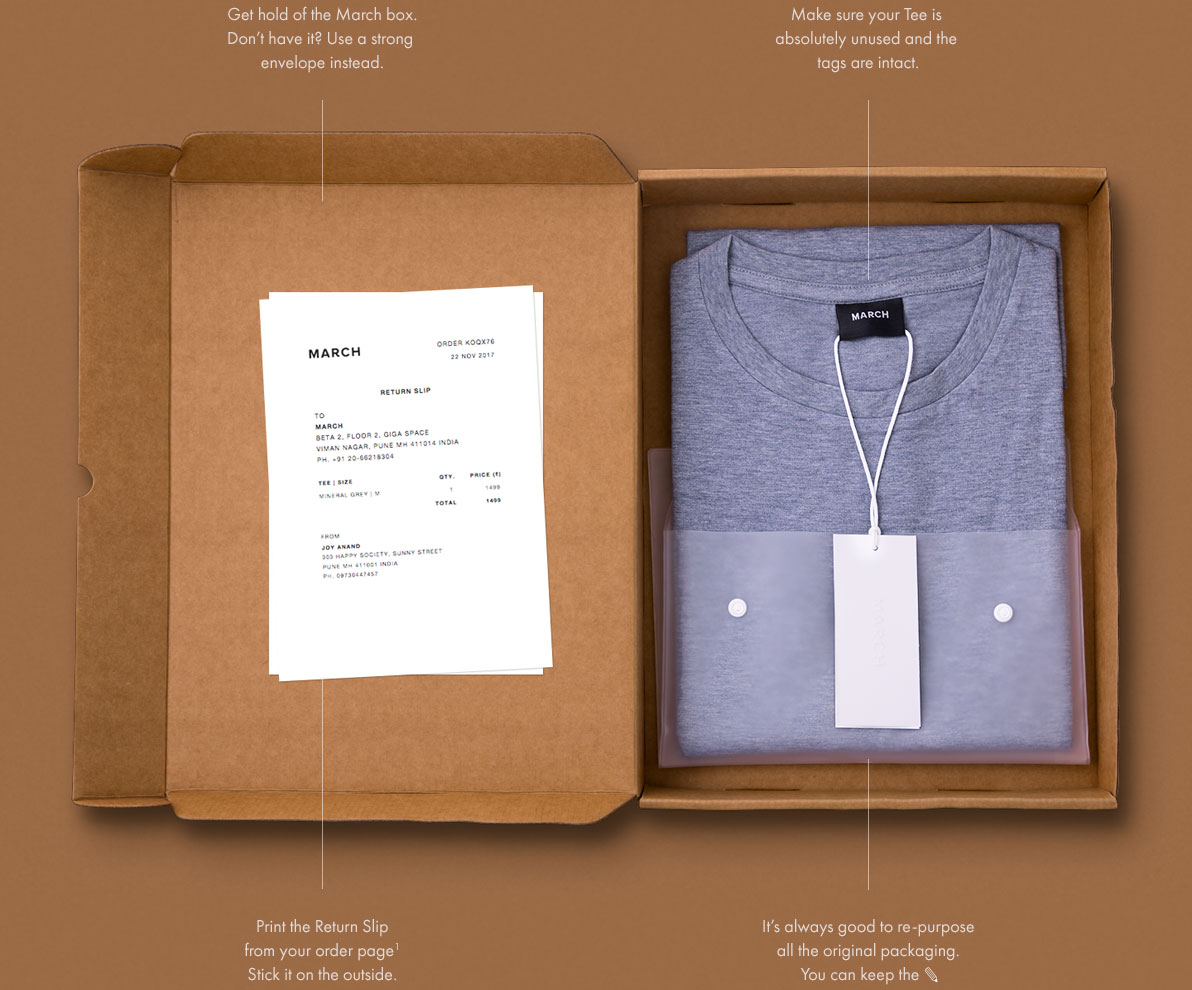 Get hold of the March box.
Don’t have it? Use a strong
envelope instead.
Make sure your Tee is
absolutely unused and the
tags are intact.
MARCH
ORDER KOQX76
22 NOV 2017
RETURN SLIP
TO
MARCH
BETA 2, FLOOR 2, GIGA SPACE
VIMAN NAGAR, PUNE MH 411014 INDIA
PH. +91 20-66218304
TEE | SIZE QTY. PRICE (₹)
MINERAL GREY | M 1 1499
TOTAL 1499
FROM
JOY ANAND
303 HAPPY SOCIETY, SUNNY STREET
PUNE MH 411001 INDIA
PH. 09730447457
MARCH
MARCH
Print the Return Slip
from your order page¹
Stick it on the outside.
It’s always good to re-purpose
all the original packaging.
You can keep the ✎